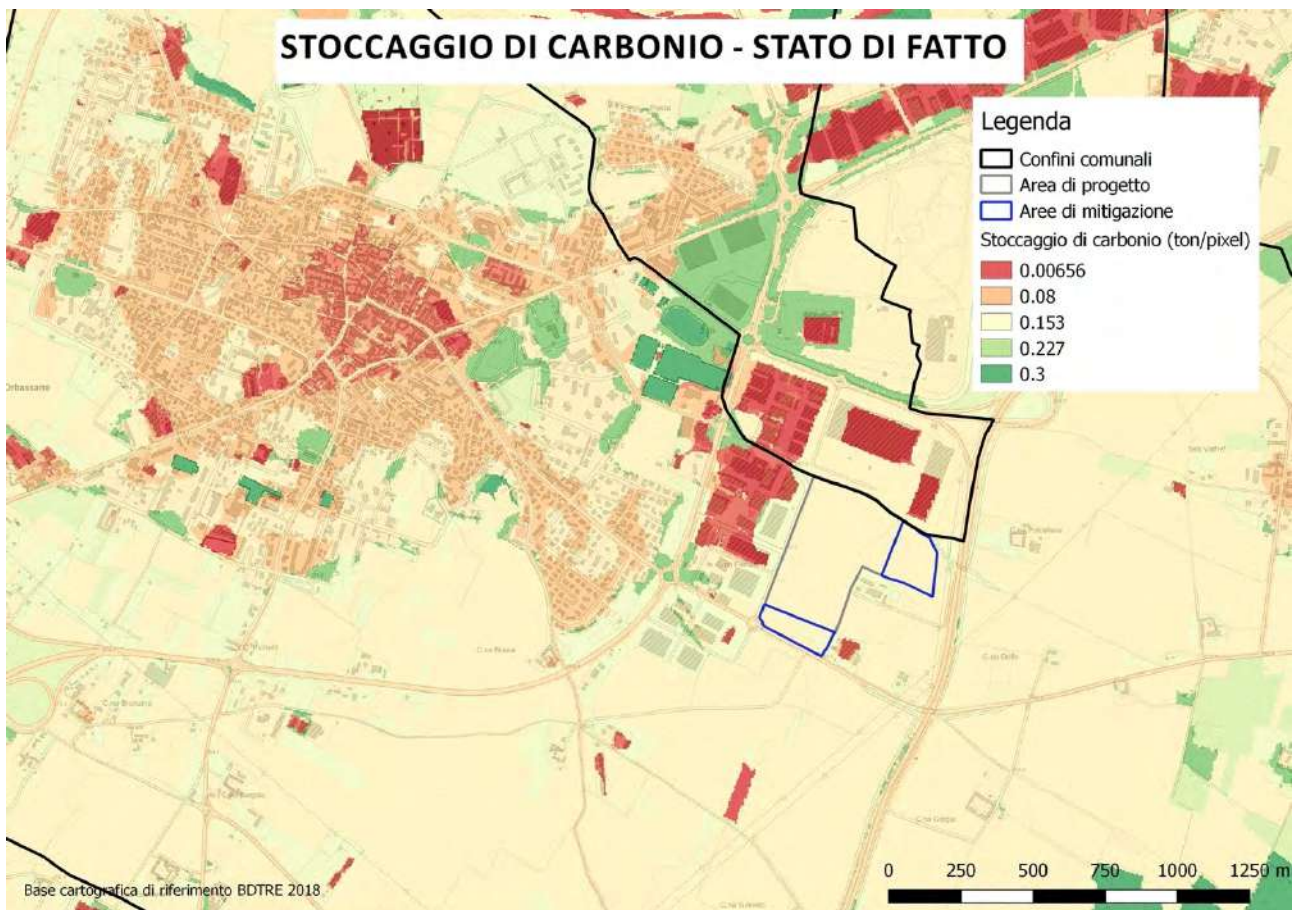 STOCCAGGIO DI CARBONIO - STATO DI FATTO
Legenda
Confini comunali
Area di progetto
Aree di mitigazione
Stoccaggio di carbonio (ton/pixel)
0.00656
0.08
0.153
0.227
0.3
Orbassano
Base cartografica di riferimento BDTRE 2018
0 250 500 750 1000 1250 m